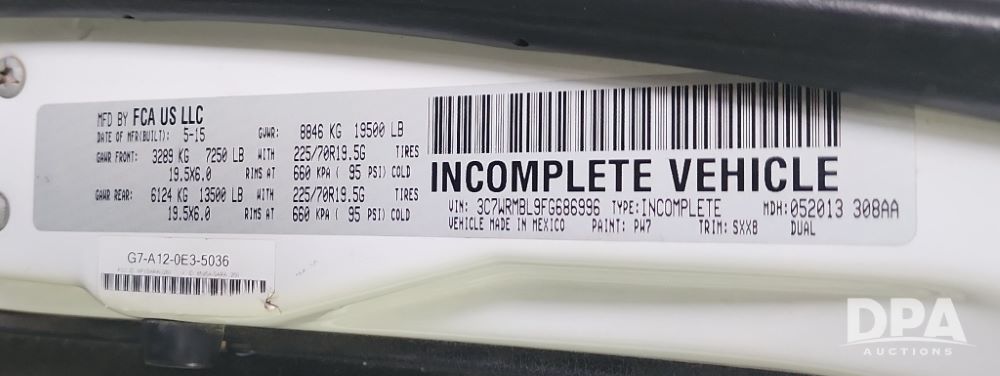 MFD BY FCA US LLC
DATE OF MFR(BUILT): 5-15 GVWR: 8846 KG 19500 LB
GAWR FRONT: 3289 KG 7250 LB WITH 225/70R19.5G TIRES
19.5X6.0 RIMS AT 660 KPA ( 95 PSI) COLD
GAWR REAR: 6124 KG 13500 LB WITH 225/70R19.5G TIRES
19.5X6.0 RIMS AT 660 KPA ( 95 PSI) COLD
INCOMPLETE VEHICLE
VIN: 3C7WRMBL9FG686996 TYPE: INCOMPLETE MDH: 052013 308AA
VEHICLE MADE IN MEXICO PAINT: PW7 TRIM: SXX8 DUAL
G7-A12-0E3-5036
DPA
AUCTIONS